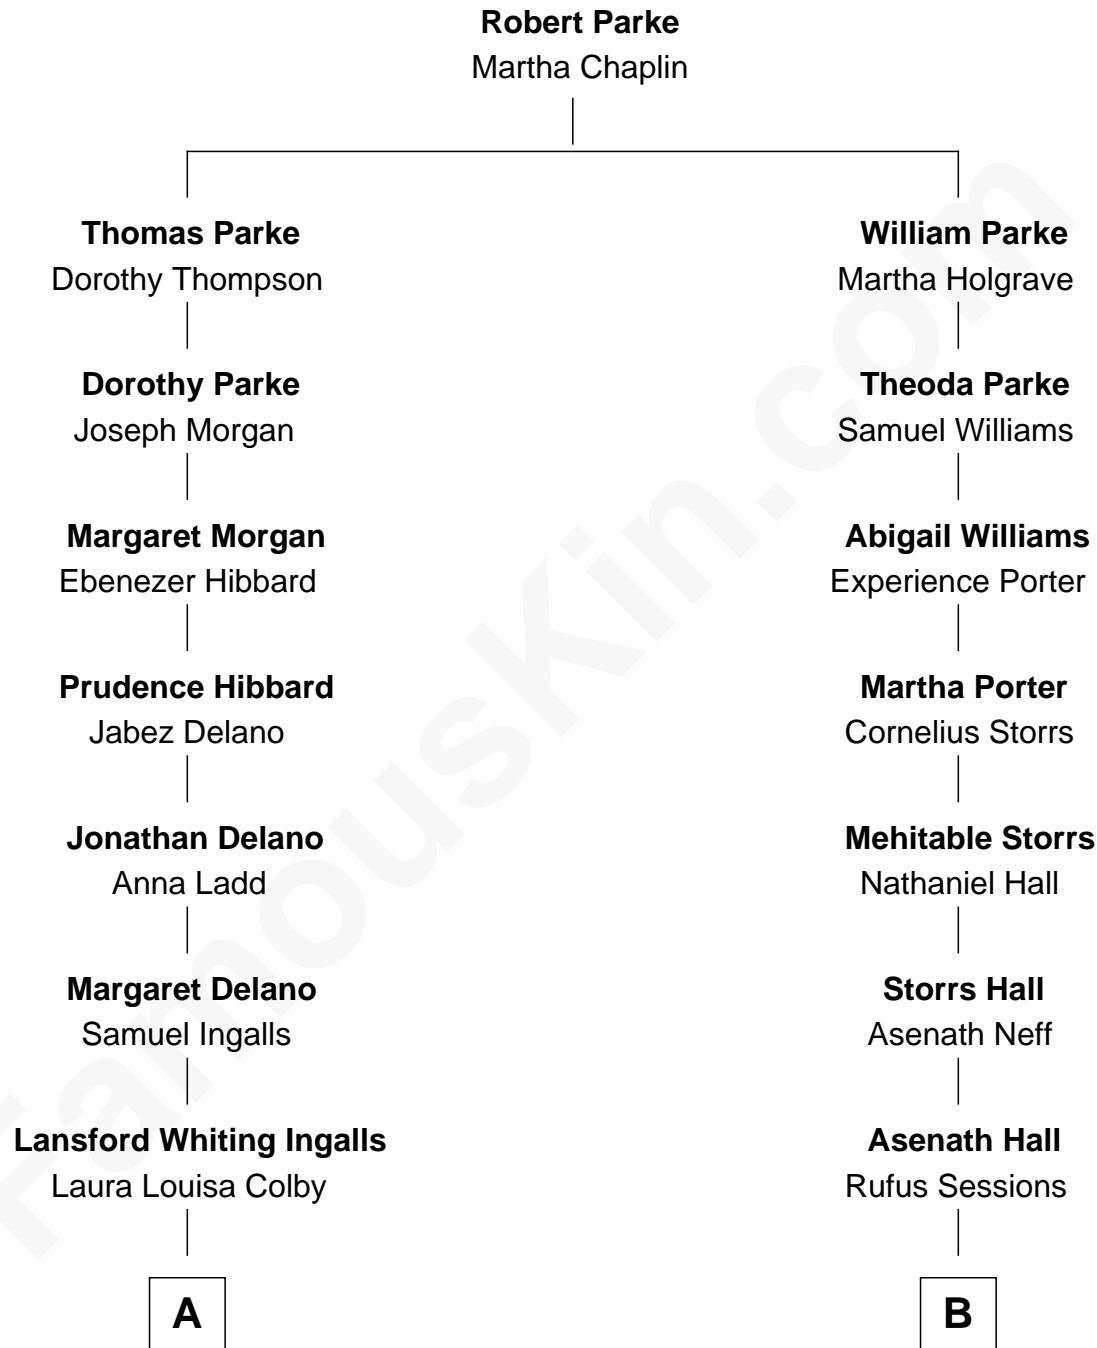 Robert Parke
Martha Chaplin
Thomas Parke
Dorothy Thompson
William Parke
Martha Holgrave
Dorothy Parke
Joseph Morgan
Theoda Parke
Samuel Williams
Margaret Morgan
Ebenezer Hibbard
Abigail Williams
Experience Porter
Prudence Hibbard
Jabez Delano
Martha Porter
Cornelius Storrs
Jonathan Delano
Anna Ladd
Mehitable Storrs
Nathaniel Hall
Margaret Delano
Samuel Ingalls
Storrs Hall
Asenath Neff
Lansford Whiting Ingalls
Laura Louisa Colby
Asenath Hall
Rufus Sessions
A
B
FamousKin.com